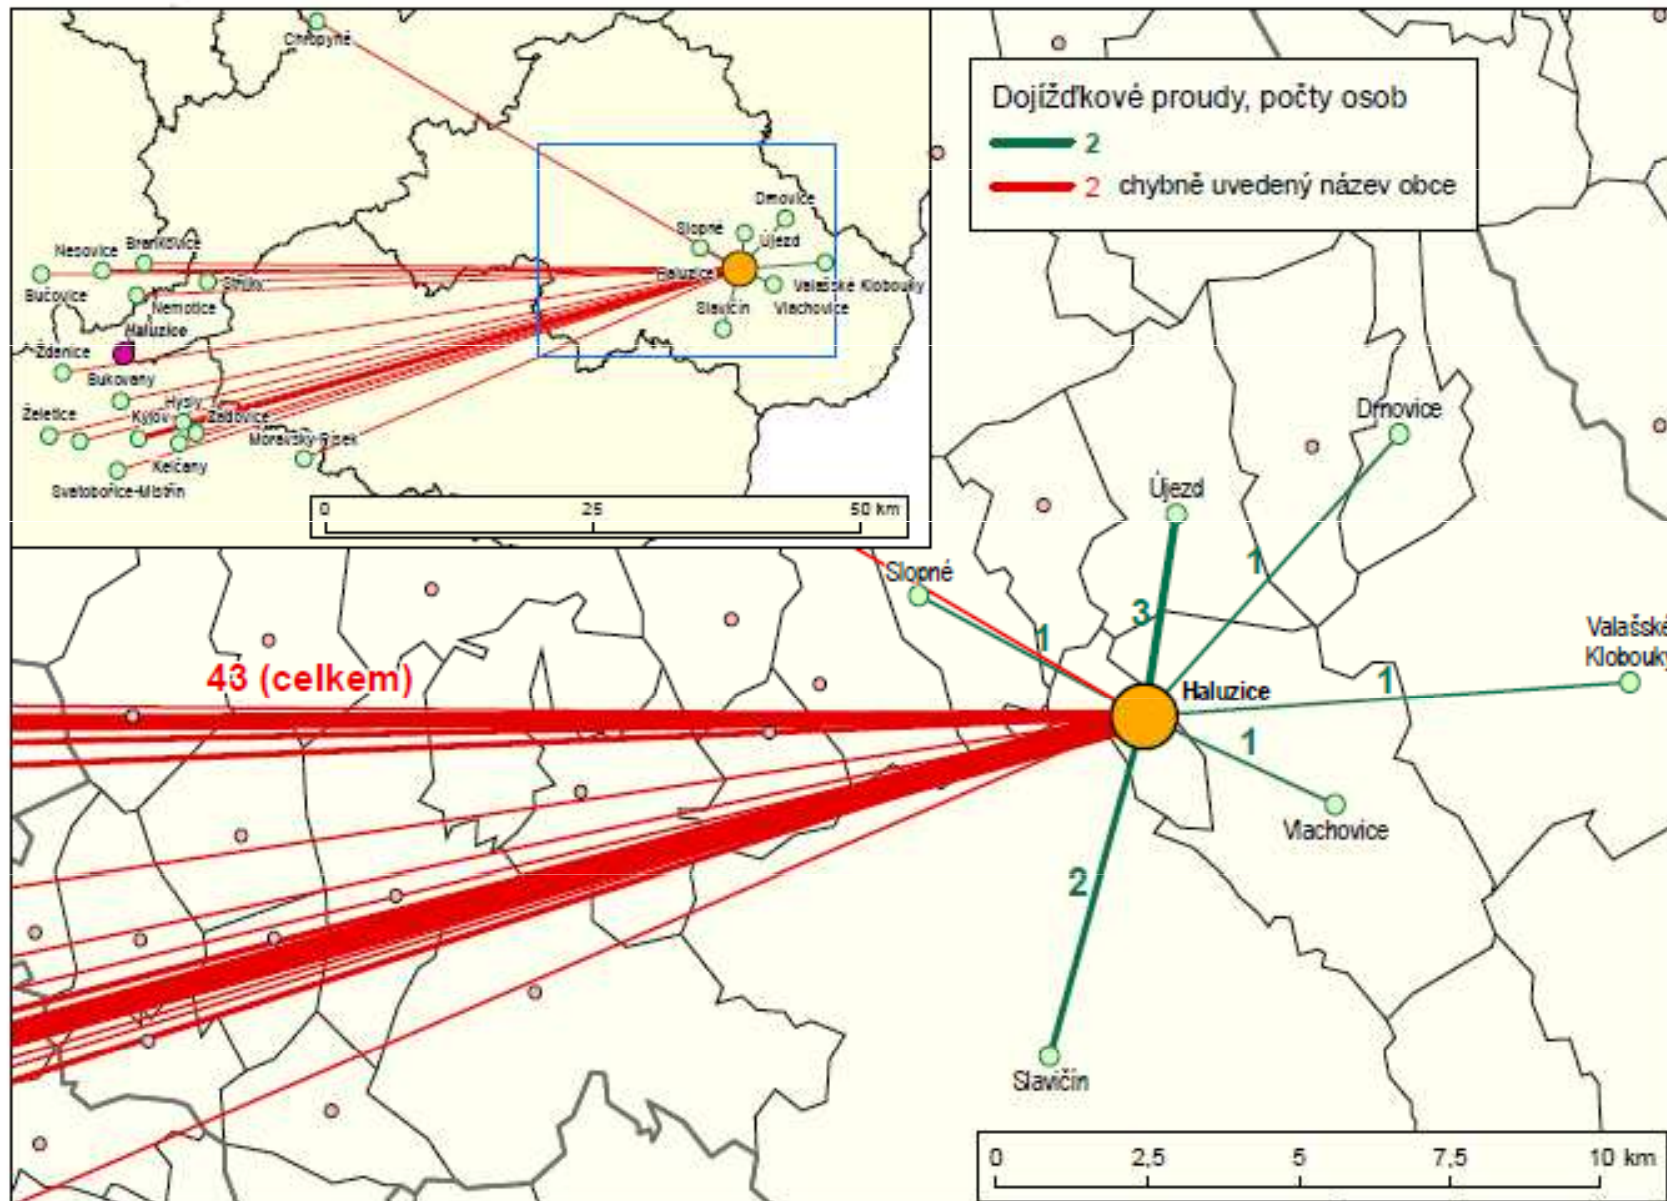 Chropyně
Drnovice
Slopné
Újezd
Haluzice
Valašské Klobouky
Vlachovice
Slavičín
Nesovice
Brankovice
Bučovice
Střílky
Nemotice
Haluzice
Ždánice
Bukovany
Želetice
Hýsly
Kyjov
Žádovice
Moravský Písek
Kelčany
Svatobořice-Mistřín
0 25 50 km
Dojížďkové proudy, počty osob
2
2 chybně uvedený název obce
Drnovice
Újezd
1
Slopné
3
1
Valašské
Klobouky
43 (celkem)
1
Haluzice
1
Vlachovice
2
Slavičín
0 2,5 5 7,5 10 km